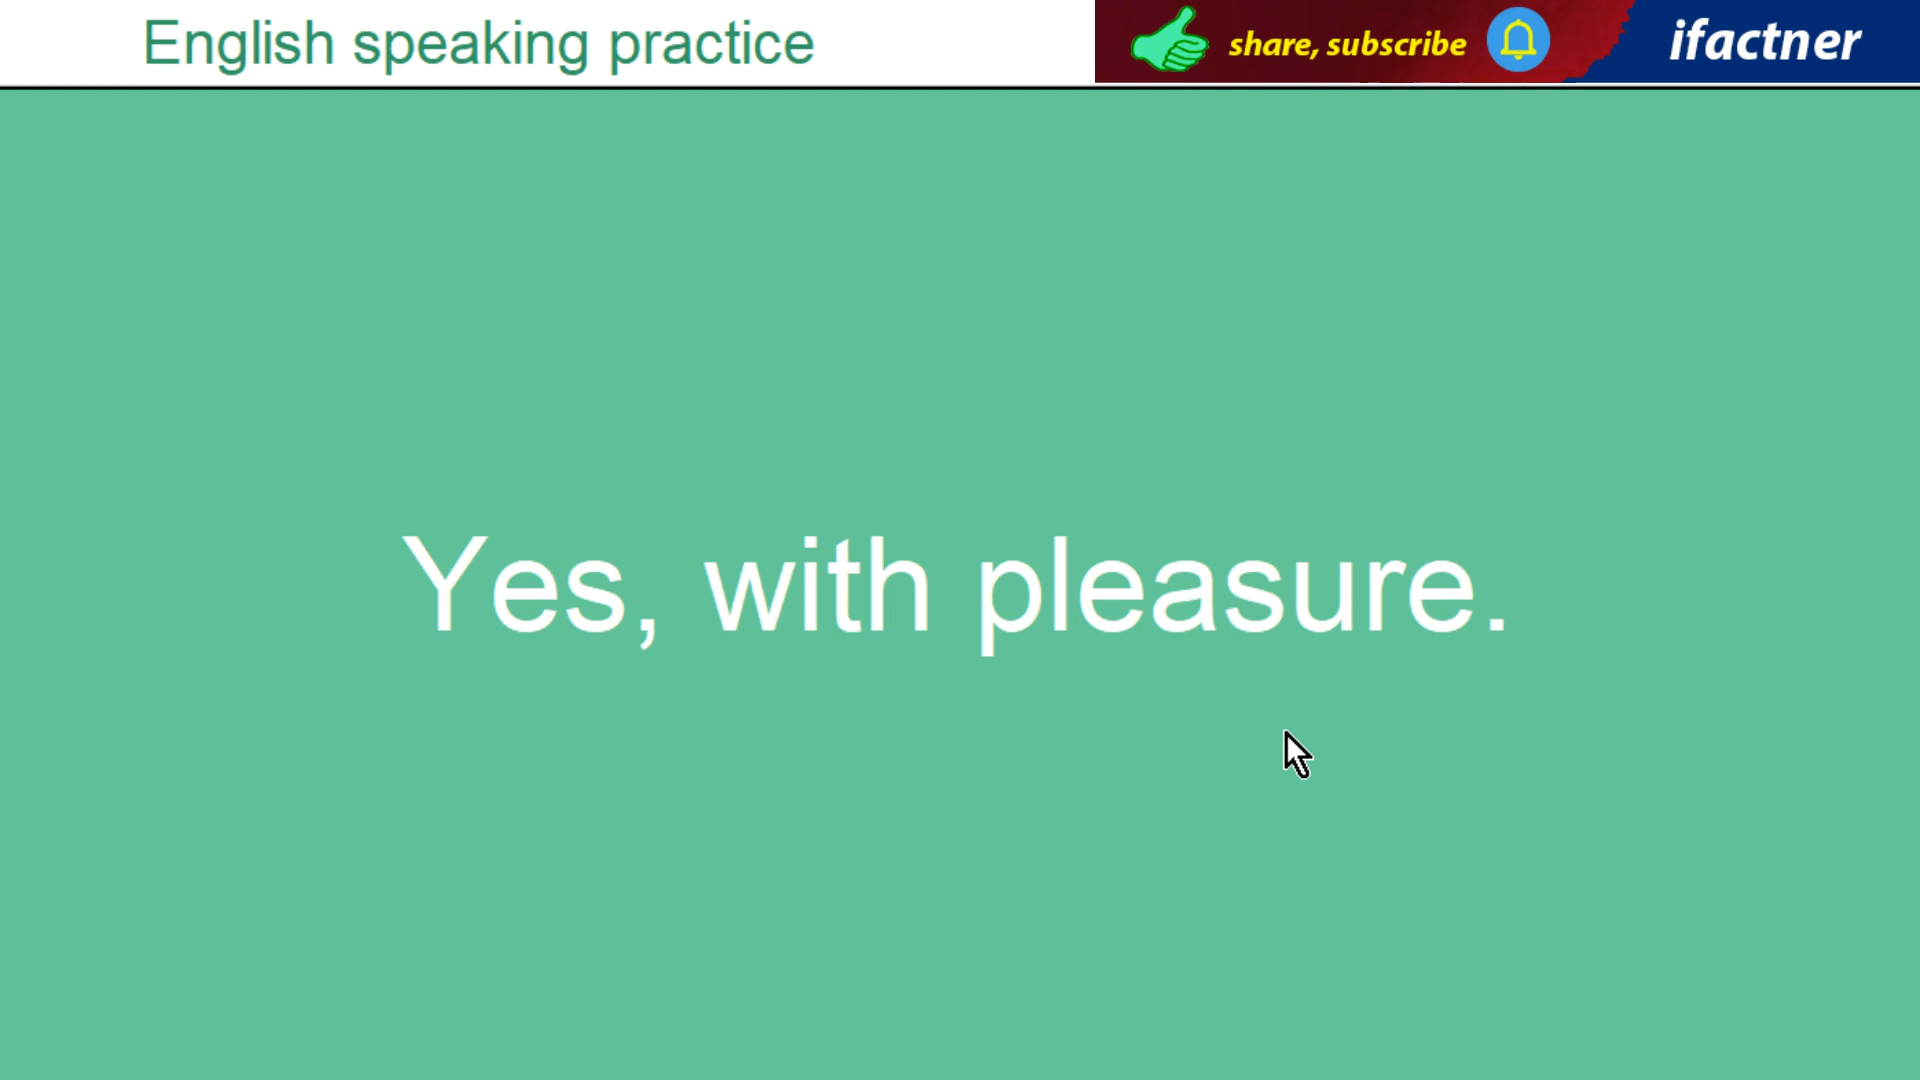 English speaking practice
share, subscribe
ifactner
Yes, with pleasure.